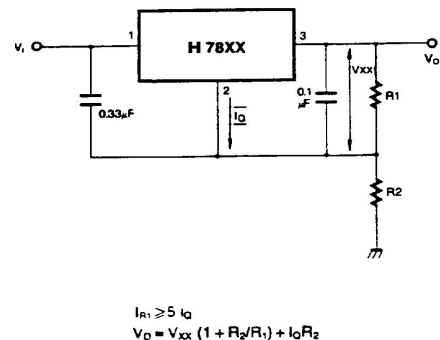 H 78XX
1
3
2
VI
VO
VXX
0.33μF
IQ
0.1
μF
R1
R2
IR1 ⩾ 5 IQ
VO = VXX (1 + R2/R1) + IQR2